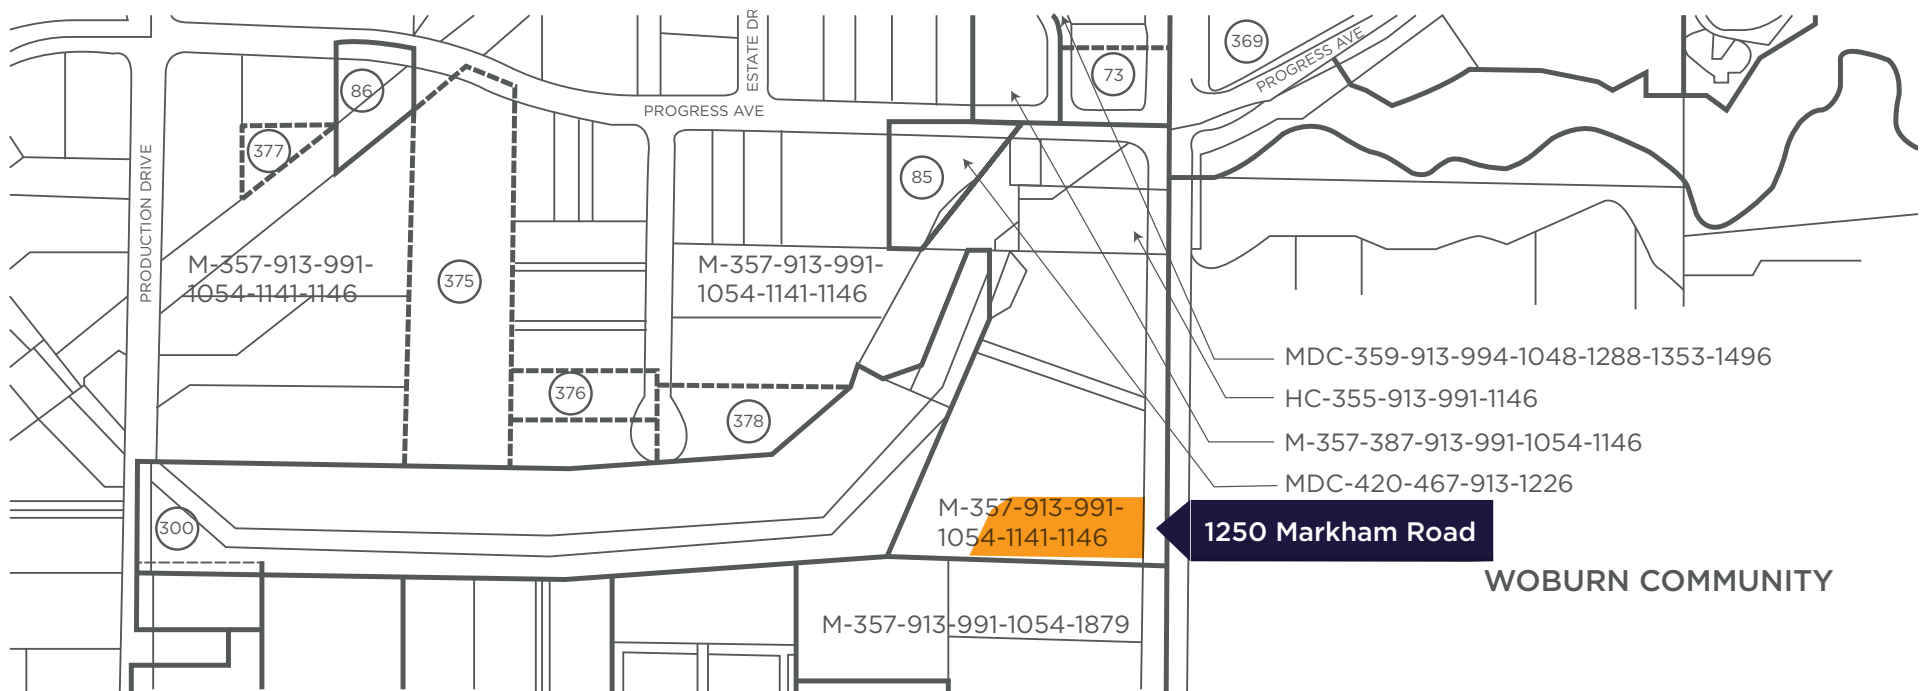 ESTATE DR
369
PROGRESS AVE
73
86
PROGRESS AVE
377
85
PRODUCTION DRIVE
M-357-913-991-
1054-1141-1146
375
M-357-913-991-
1054-1141-1146
MDC-359-913-994-1048-1288-1353-1496
376
HC-355-913-991-1146
378
M-357-387-913-991-1054-1146
MDC-420-467-913-1226
M-357-913-991-
1054-1141-1146
300
1250 Markham Road
WOBURN COMMUNITY
M-357-913-991-1054-1879